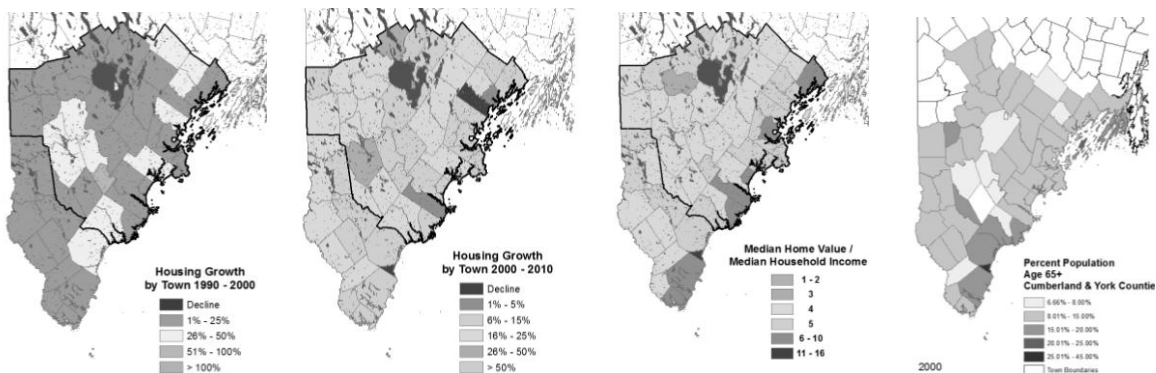 Housing Growth
by Town 1990 - 2000
Decline
1% - 25%
26% - 50%
51% - 100%
> 100%
Housing Growth
by Town 2000 - 2010
Decline
1% - 5%
6% - 15%
16% - 25%
26% - 50%
> 50%
Median Home Value /
Median Household Income
1 - 2
3
4
5
6 - 10
11 - 16
Percent Population
Age 65+
Cumberland & York Countie
6.66% - 8.00%
8.01% - 15.00%
15.01% - 20.00%
20.01% - 25.00%
25.01% - 45.00%
Town Boundaries
2000